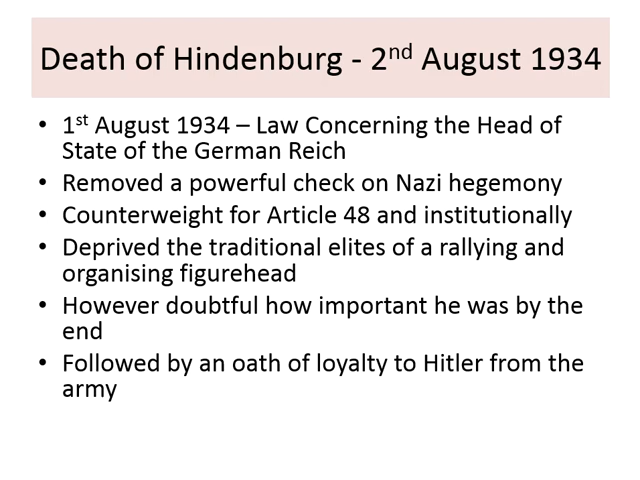 Death of Hindenburg - 2nd August 1934
• 1st August 1934 – Law Concerning the Head of
State of the German Reich
• Removed a powerful check on Nazi hegemony
• Counterweight for Article 48 and institutionally
• Deprived the traditional elites of a rallying and
organising figurehead
• However doubtful how important he was by the
end
• Followed by an oath of loyalty to Hitler from the
army